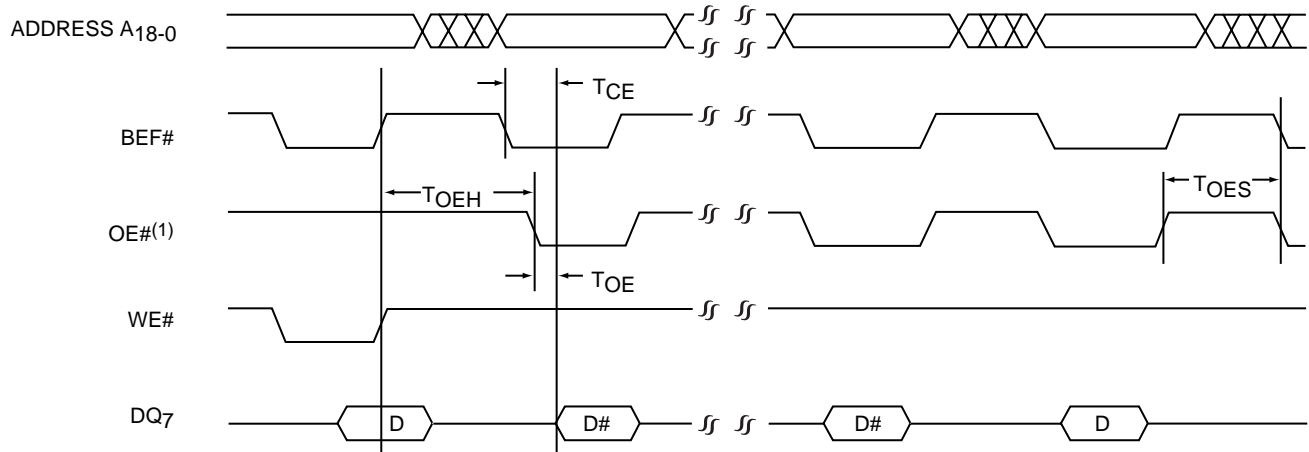 ADDRESS A18-0
TCE
BEF#
TOEH
TOES
OE#(1)
TOE
WE#
DQ7
D
D#
D#
D